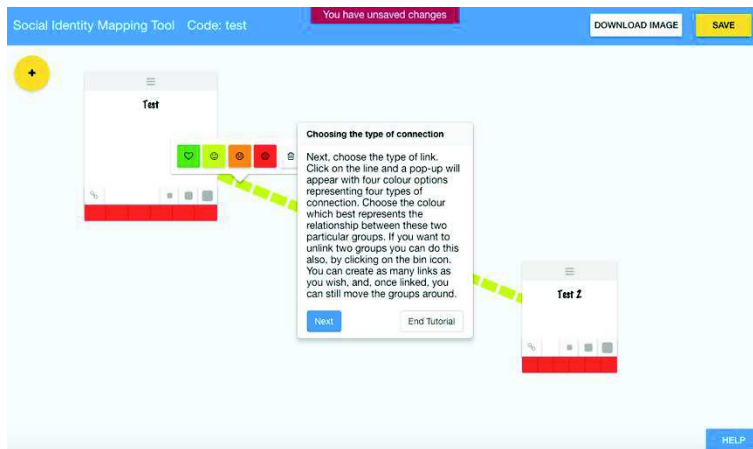 You have unsaved changes
Social Identity Mapping Tool Code: test
DOWNLOAD IMAGE
SAVE
+
Test
Choosing the type of connection
Next, choose the type of link.
Click on the line and a pop-up will
appear with four colour options
representing four types of
connection. Choose the colour
which best represents the
relationship between these two
particular groups. If you want to
unlink two groups you can do this
also, by clicking on the bin icon.
You can create as many links as
you wish, and, once linked, you
can still move the groups around.
Next
End Tutorial
Test 2
HELP